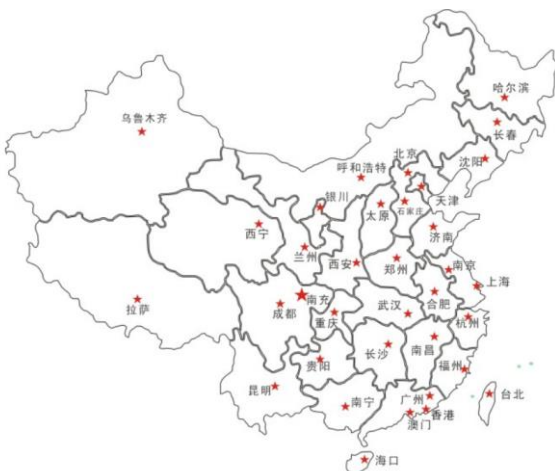 哈尔滨
乌鲁木齐
长春
北京
沈阳
呼和浩特
银川
天津
太原
石家庄
西宁
济南
兰州
西安
郑州
南京
上海
拉萨
成都
南充
合肥
武汉
重庆
杭州
长沙
南昌
贵阳
福州
昆明
广州
台北
南宁
香港
澳门
海口